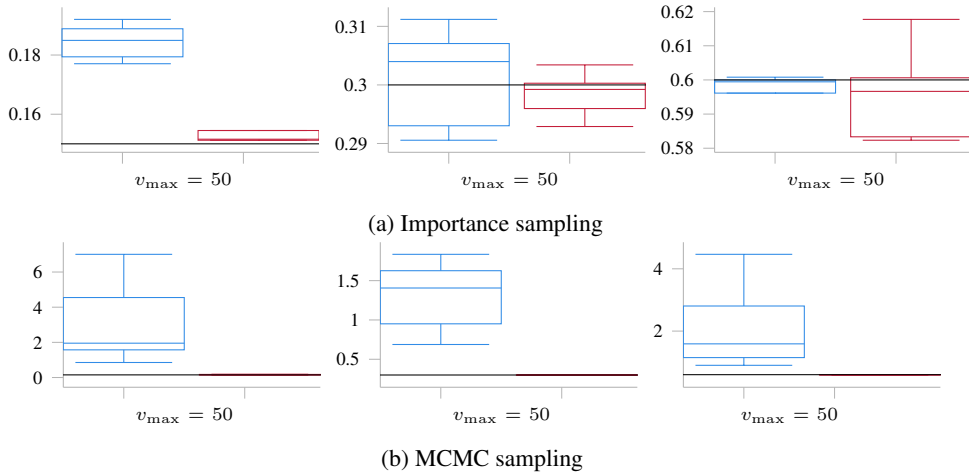 0.18
0.16
v_max = 50
0.31
0.3
0.29
v_max = 50
0.62
0.61
0.6
0.59
0.58
v_max = 50
(a) Importance sampling
6
4
2
0
v_max = 50
1.5
1
0.5
v_max = 50
4
2
v_max = 50
(b) MCMC sampling